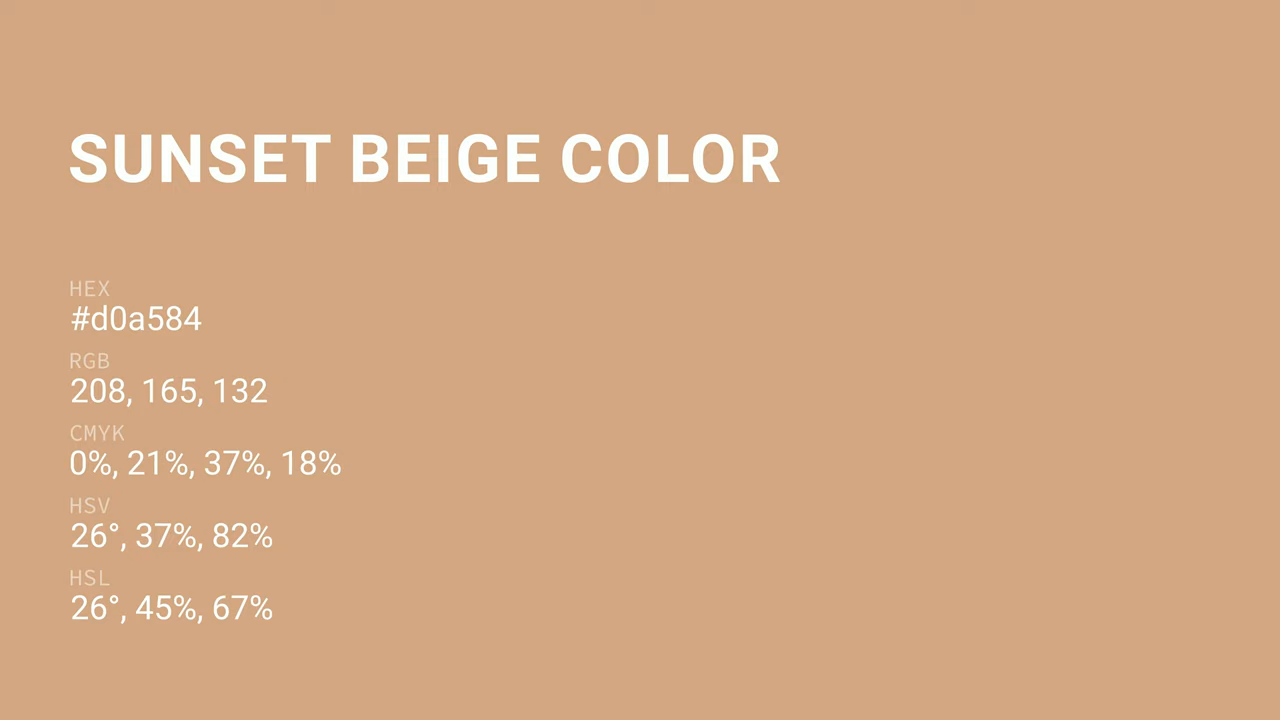 SUNSET BEIGE COLOR
HEX
#d0a584
RGB
208, 165, 132
CMYK
0%, 21%, 37%, 18%
HSV
26°, 37%, 82%
HSL
26°, 45%, 67%